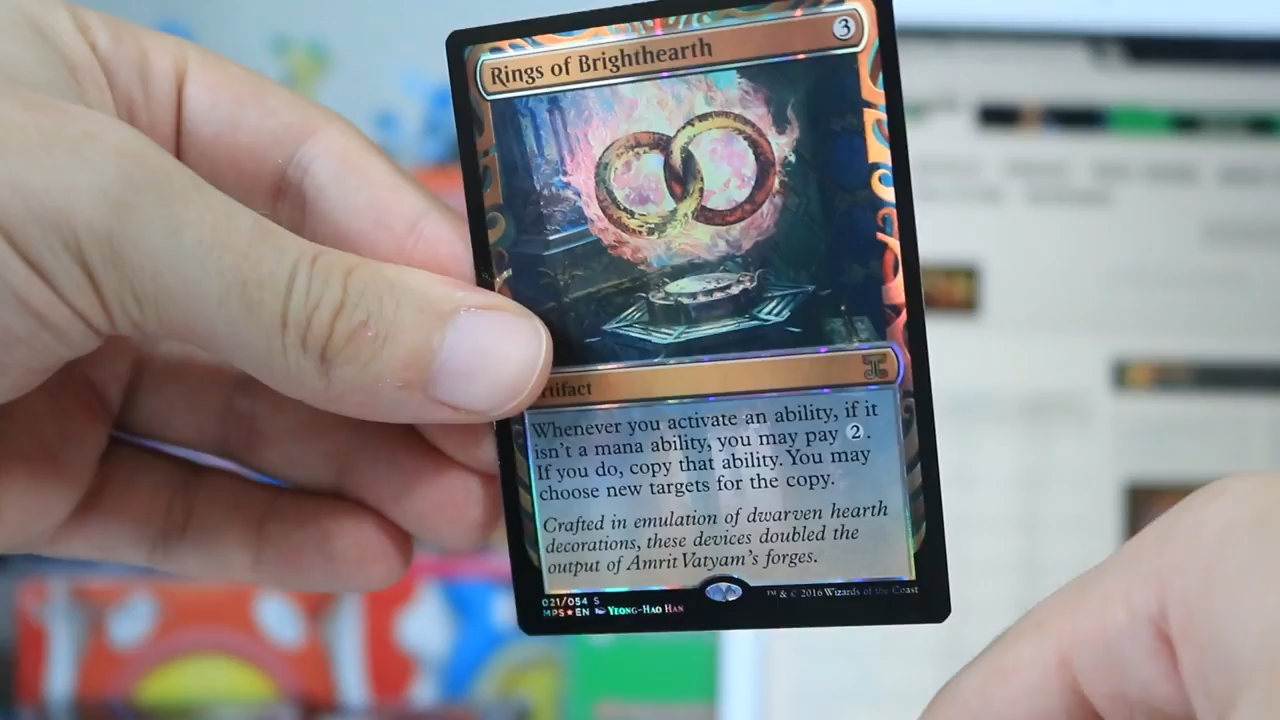 Rings of Brighthearth 3
rtifact
Whenever you activate an ability, if it
isn't a mana ability, you may pay 2.
If you do, copy that ability. You may
choose new targets for the copy.
Crafted in emulation of dwarven hearth
decorations, these devices doubled the
output of Amrit Vatyam's forges.
021/054 S
MPS★EN Yeong-Hao Han
™ & © 2016 Wizards of the Coast